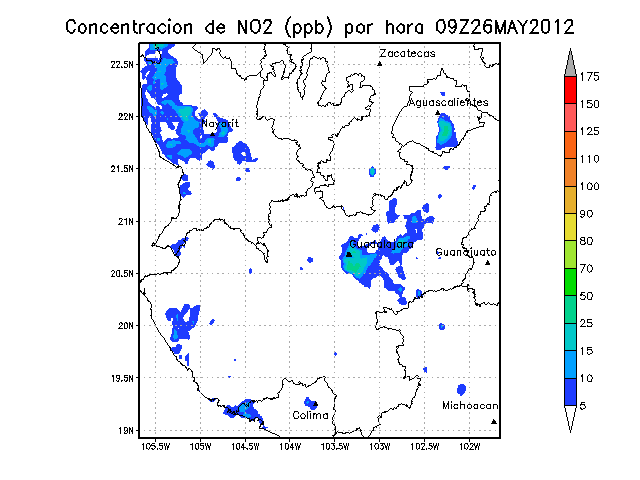 Concentracion de NO2 (ppb) por hora 09Z26MAY2012
22.5N
22N
21.5N
21N
20.5N
20N
19.5N
19N
105.5W 105W 104.5W 104W 103.5W 103W 102.5W 102W
Zacatecas
Aguascalientes
Nayarit
Guadalajara
Guanajuato
Colima
Michoacan
175
150
125
110
100
90
80
70
50
25
15
10
5